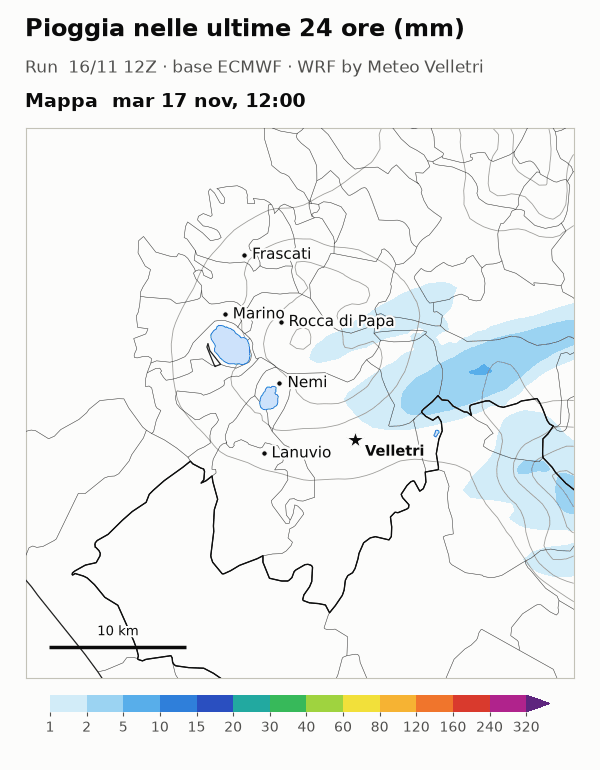 Pioggia nelle ultime 24 ore (mm)
Run  16/11 12Z · base ECMWF · WRF by Meteo Velletri
Mappa  mar 17 nov, 12:00
Frascati
Marino
Rocca di Papa
Nemi
Velletri
Lanuvio
10 km
1 2 5 10 15 20 30 40 60 80 120 160 240 320